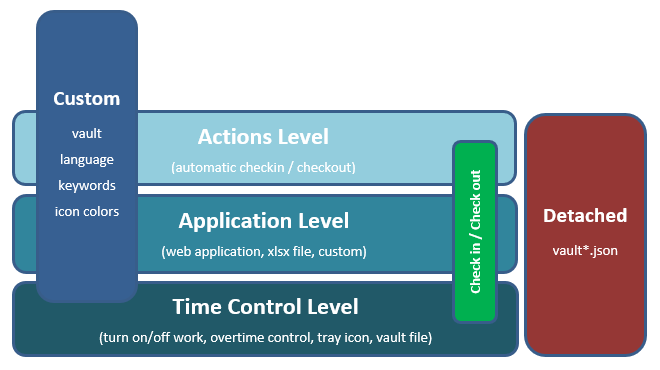 Custom
vault
language
keywords
icon colors
Actions Level
(automatic checkin / checkout)
Application Level
(web application, xlsx file, custom)
Time Control Level
(turn on/off work, overtime control, tray icon, vault file)
Check in / Check out
Detached
vault*.json